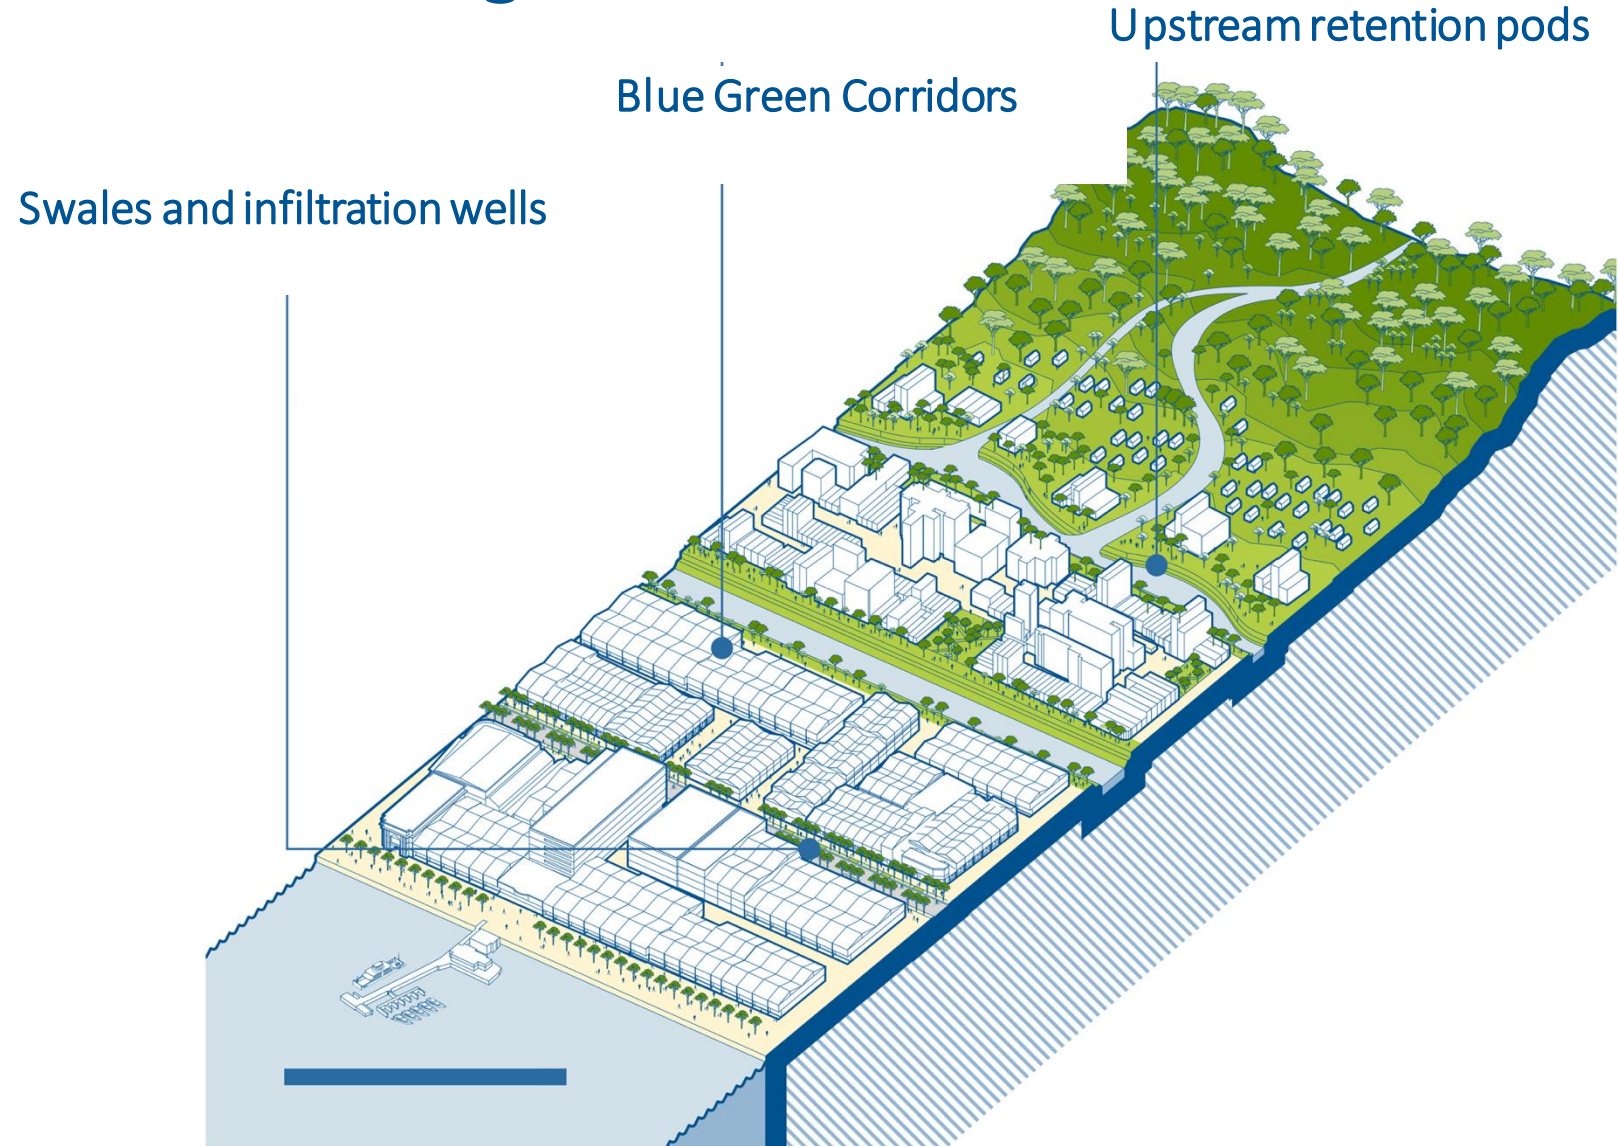 Upstream retention pods
Blue Green Corridors
Swales and infiltration wells